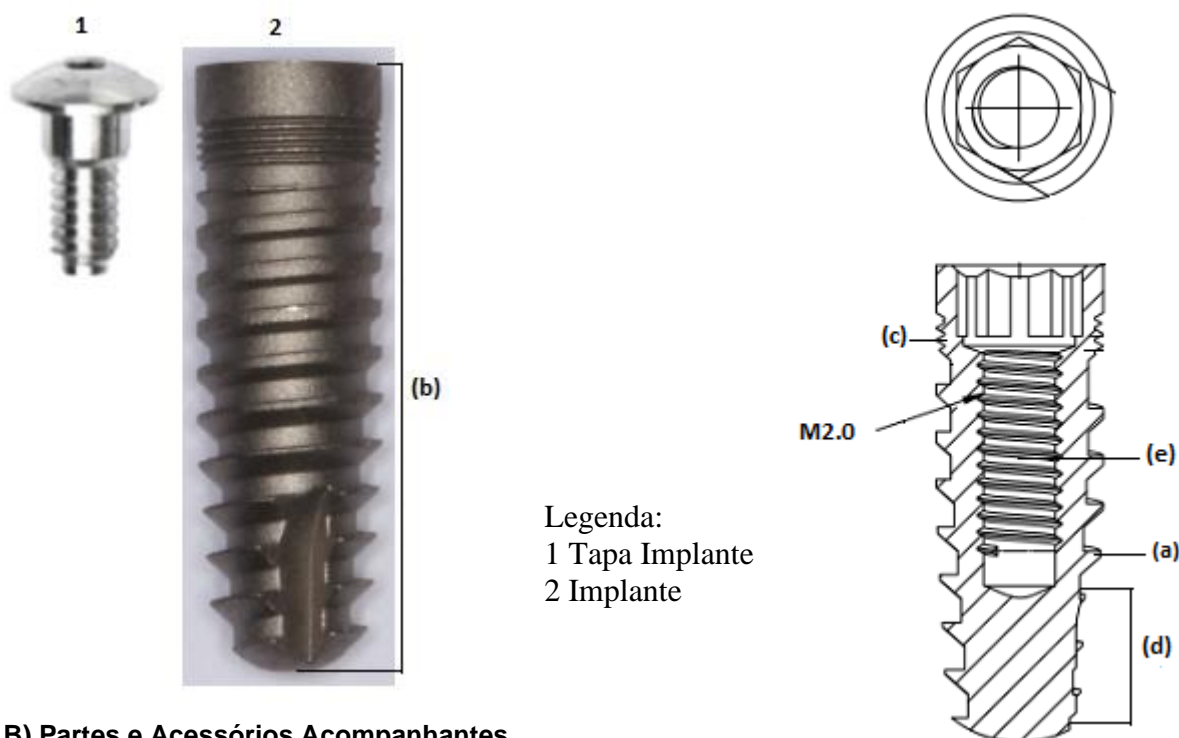 1
2
(b)
Legenda:
1 Tapa Implante
2 Implante
(c)
M2.0
(e)
(a)
(d)
B) Partes e Acessórios Acompanhantes